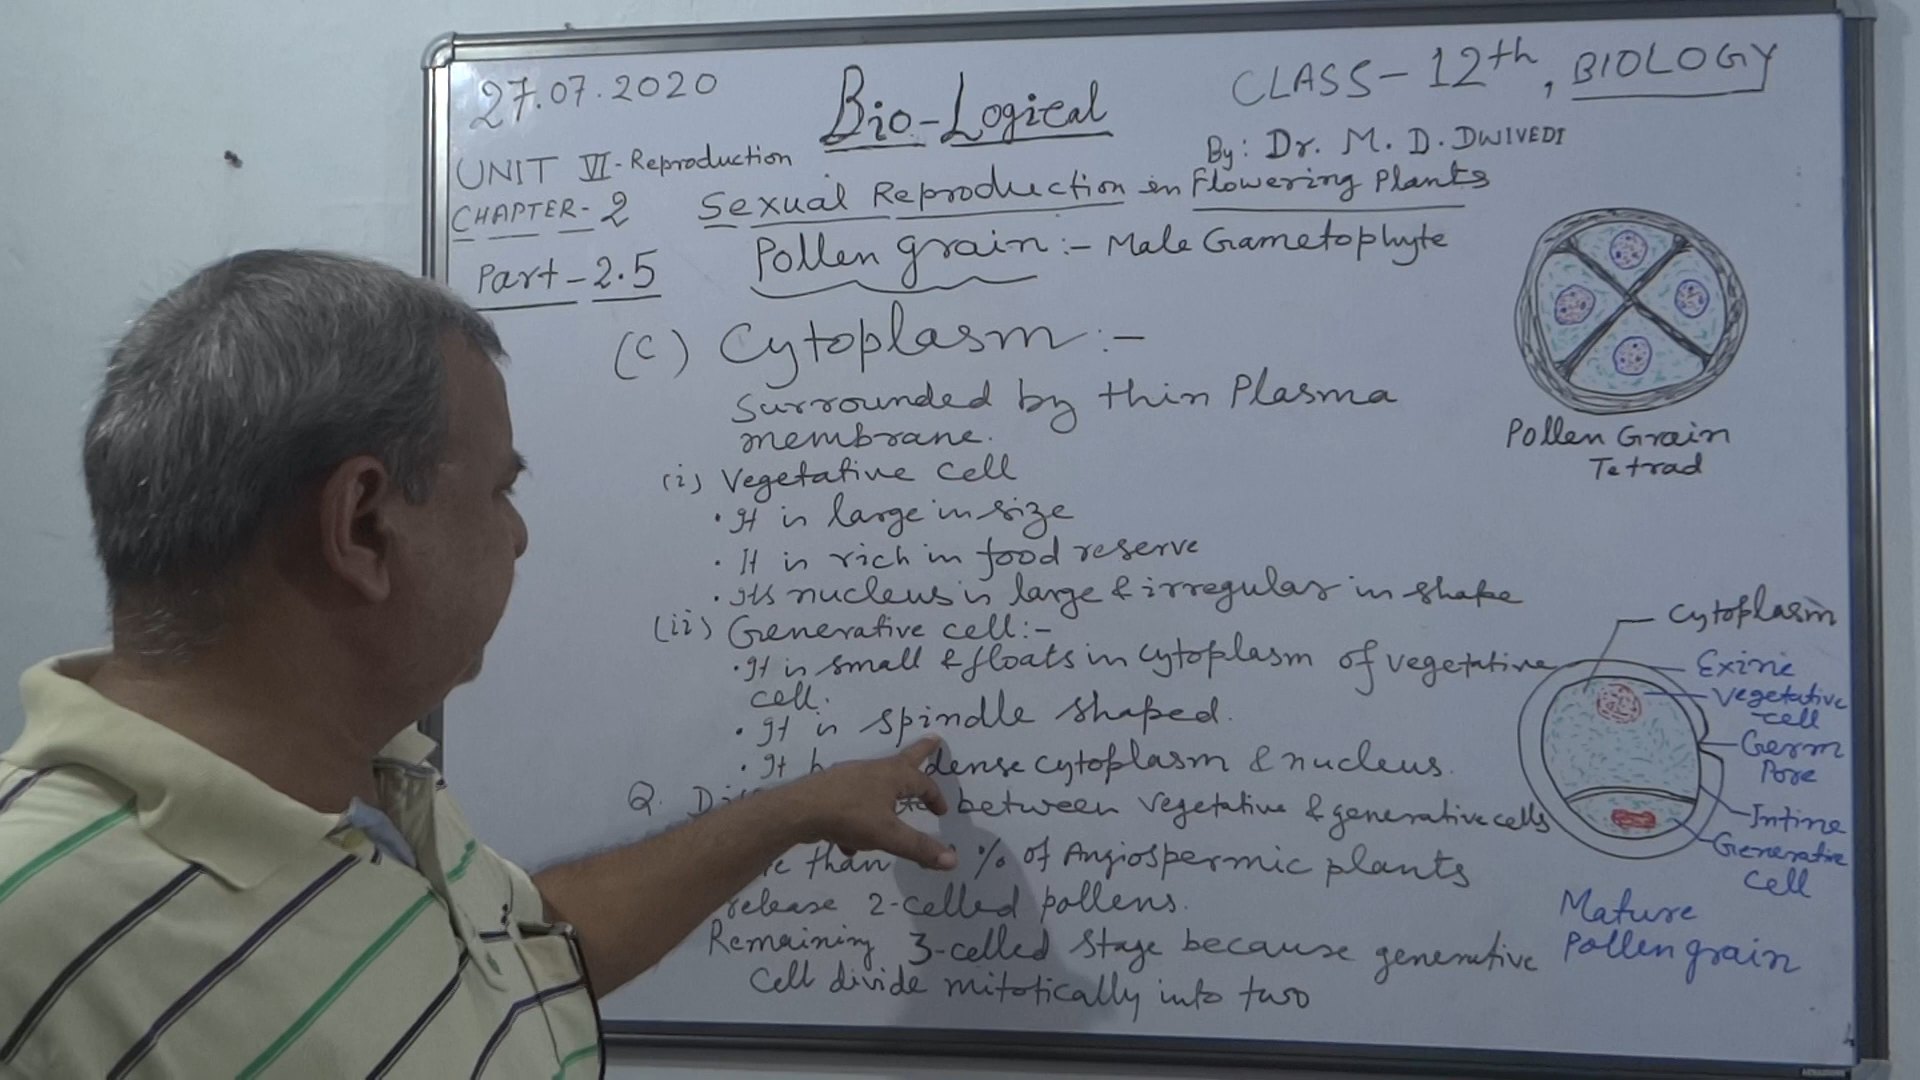 27.07.2020
Bio-Logical
CLASS-12th, BIOLOGY
By: Dr. M. D. DWIVEDI
UNIT VI-Reproduction
CHAPTER-2 Sexual Reproduction in Flowering Plants
Part-2.5 Pollen grain:- Male Gametophyte
(C) Cytoplasm:-
Surrounded by thin Plasma
membrane.
(i) Vegetative cell
• It is large in size
• It is rich in food reserve
• Its nucleus is large & irregular in shape
(ii) Generative cell:-
• It is small & floats in cytoplasm of vegetative
cell.
• It is spindle shaped.
• It dense cytoplasm & nucleus.
Q. between vegetative & generative cells
than % of Angiospermic plants
release 2-celled pollens.
Remaining 3-celled stage because generative
cell divide mitotically into two
Pollen Grain
Tetrad
Cytoplasm
Exine
Vegetative
cell
Germ
Pore
Intine
Generative
cell
Mature
Pollen grain